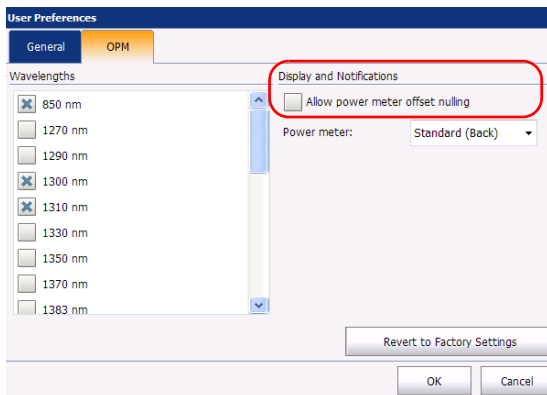 User Preferences
General OPM
Wavelengths
850 nm
1270 nm
1290 nm
1300 nm
1310 nm
1330 nm
1350 nm
1370 nm
1383 nm
Display and Notifications
Allow power meter offset nulling
Power meter: Standard (Back)
Revert to Factory Settings
OK Cancel